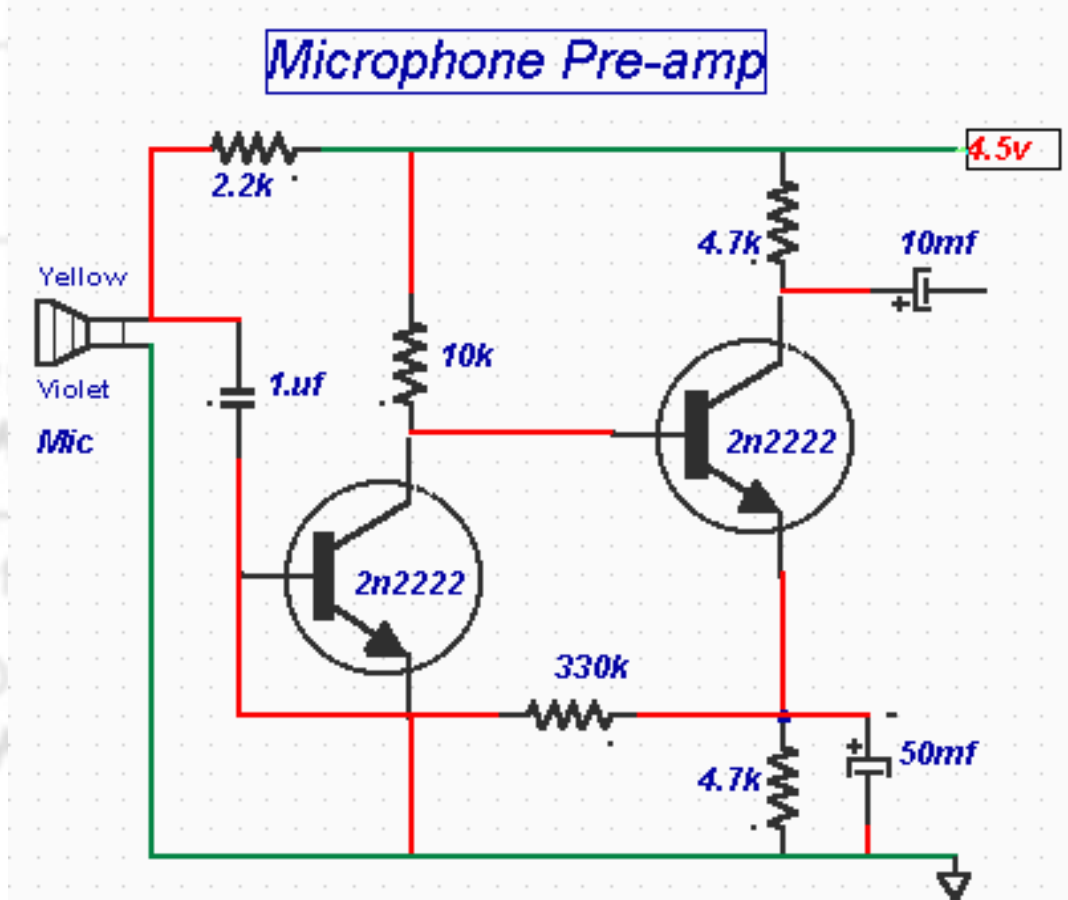 Microphone Pre-amp
4.5v
2.2k
4.7k
10mf
Yellow
10k
1.uf
Violet
Mic
2n2222
2n2222
330k
4.7k
+
-
+
50mf